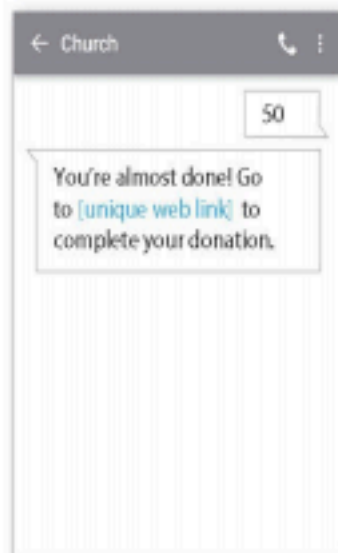 ← Church
50
You're almost done! Go
to [unique web link] to
complete your donation.